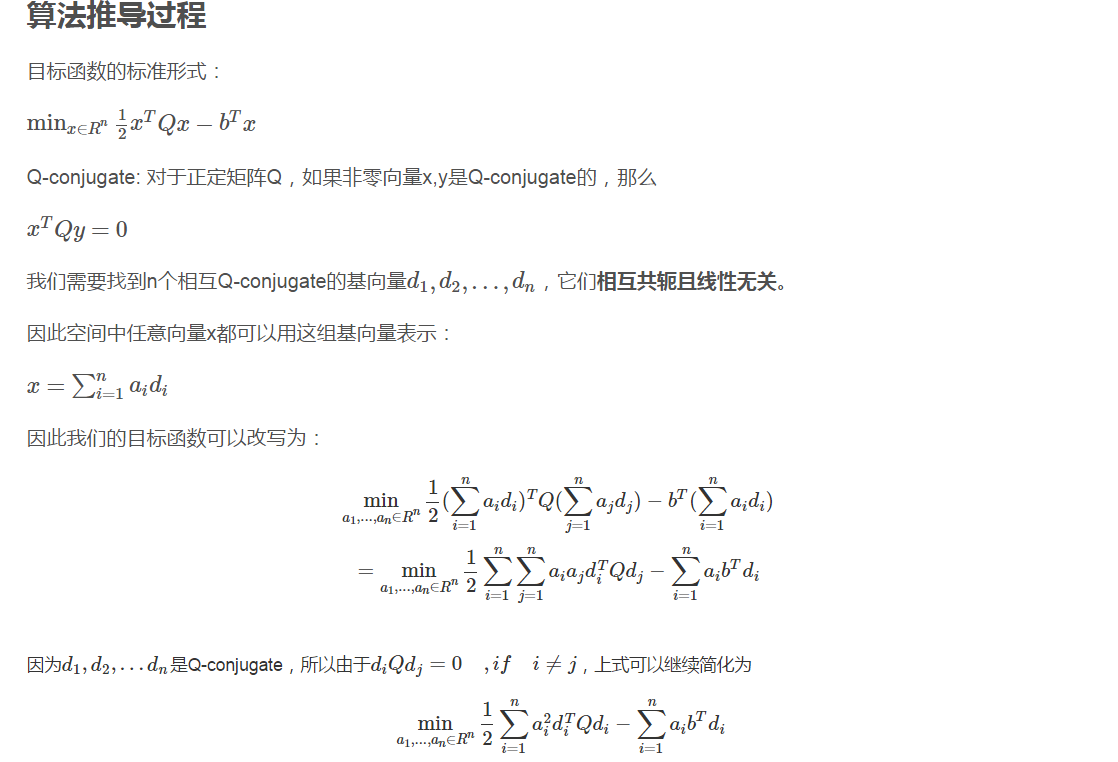 算法推导过程
目标函数的标准形式：
$\min_{x \in R^n} \frac{1}{2} x^T Q x - b^T x$
Q-conjugate: 对于正定矩阵Q，如果非零向量x,y是Q-conjugate的，那么
$x^T Q y = 0$
我们需要找到n个相互Q-conjugate的基向量$d_1, d_2, \ldots, d_n$，它们相互共轭且线性无关。
因此空间中任意向量x都可以用这组基向量表示：
$x = \sum_{i=1}^n a_i d_i$
因此我们的目标函数可以改写为：
$\min_{a_1, \ldots, a_n \in R^n} \frac{1}{2} (\sum_{i=1}^n a_i d_i)^T Q (\sum_{j=1}^n a_j d_j) - b^T (\sum_{i=1}^n a_i d_i)$
$= \min_{a_1, \ldots, a_n \in R^n} \frac{1}{2} \sum_{i=1}^n \sum_{j=1}^n a_i a_j d_i^T Q d_j - \sum_{i=1}^n a_i b^T d_i$
因为$d_1, d_2, \ldots d_n$是Q-conjugate，所以由于$d_i Q d_j = 0 \quad , if \quad i \neq j$，上式可以继续简化为
$\min_{a_1, \ldots, a_n \in R^n} \frac{1}{2} \sum_{i=1}^n a_i^2 d_i^T Q d_i - \sum_{i=1}^n a_i b^T d_i$